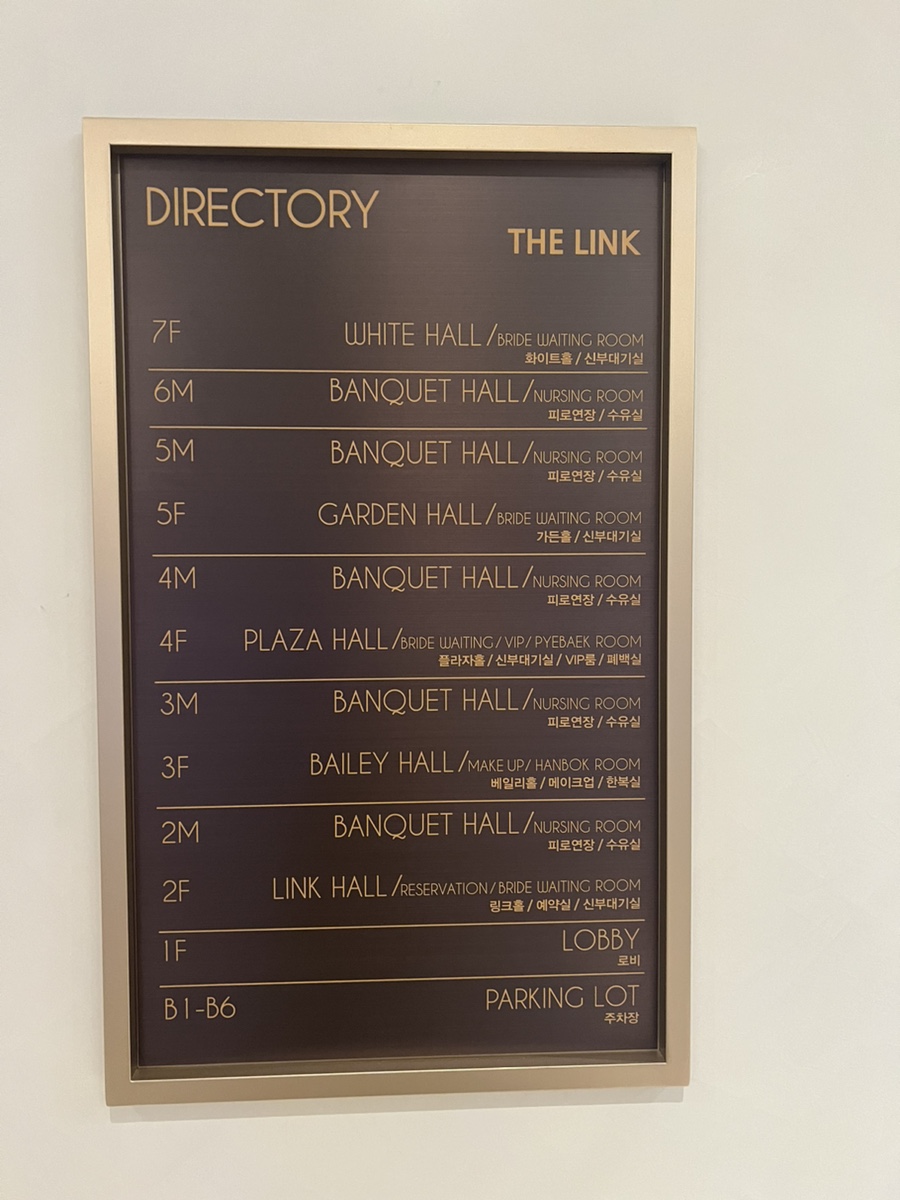 DIRECTORY
THE LINK
7F WHITE HALL / BRIDE WAITING ROOM
화이트홀 / 신부대기실
6M BANQUET HALL / NURSING ROOM
피로연장 / 수유실
5M BANQUET HALL / NURSING ROOM
피로연장 / 수유실
5F GARDEN HALL / BRIDE WAITING ROOM
가든홀 / 신부대기실
4M BANQUET HALL / NURSING ROOM
피로연장 / 수유실
4F PLAZA HALL / BRIDE WAITING / VIP / PYEBAEK ROOM
플라자홀 / 신부대기실 / VIP룸 / 폐백실
3M BANQUET HALL / NURSING ROOM
피로연장 / 수유실
3F BAILEY HALL / MAKE UP / HANBOK ROOM
베일리홀 / 메이크업 / 한복실
2M BANQUET HALL / NURSING ROOM
피로연장 / 수유실
2F LINK HALL / RESERVATION / BRIDE WAITING ROOM
링크홀 / 예약실 / 신부대기실
1F LOBBY
로비
B1-B6 PARKING LOT
주차장